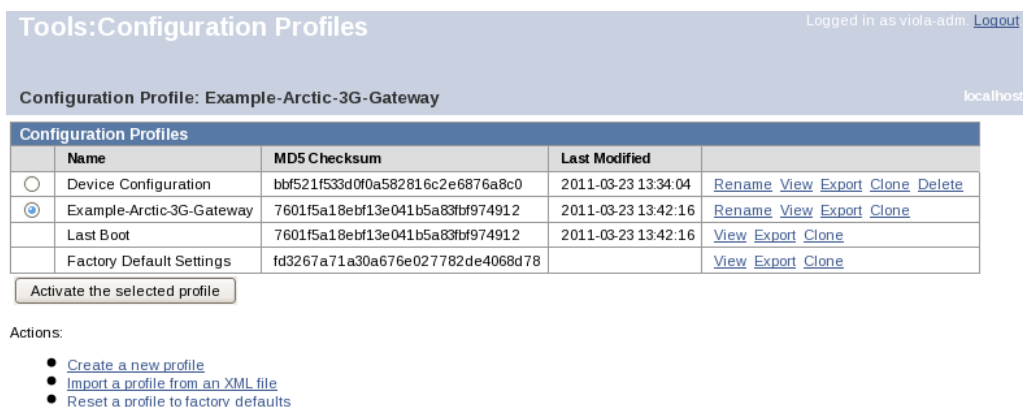 Tools:Configuration Profiles
Logged in as viola-adm. Logout
Configuration Profile: Example-Arctic-3G-Gateway
localhost
Configuration Profiles
Name MD5 Checksum Last Modified
Device Configuration bbf521f533d0f0a582816c2e6876a8c0 2011-03-23 13:34:04 Rename View Export Clone Delete
Example-Arctic-3G-Gateway 7601f5a18ebf13e041b5a83fbf974912 2011-03-23 13:42:16 Rename View Export Clone
Last Boot 7601f5a18ebf13e041b5a83fbf974912 2011-03-23 13:42:16 View Export Clone
Factory Default Settings fd3267a71a30a676e027782de4068d78 View Export Clone
Activate the selected profile
Actions:
Create a new profile
Import a profile from an XML file
Reset a profile to factory defaults